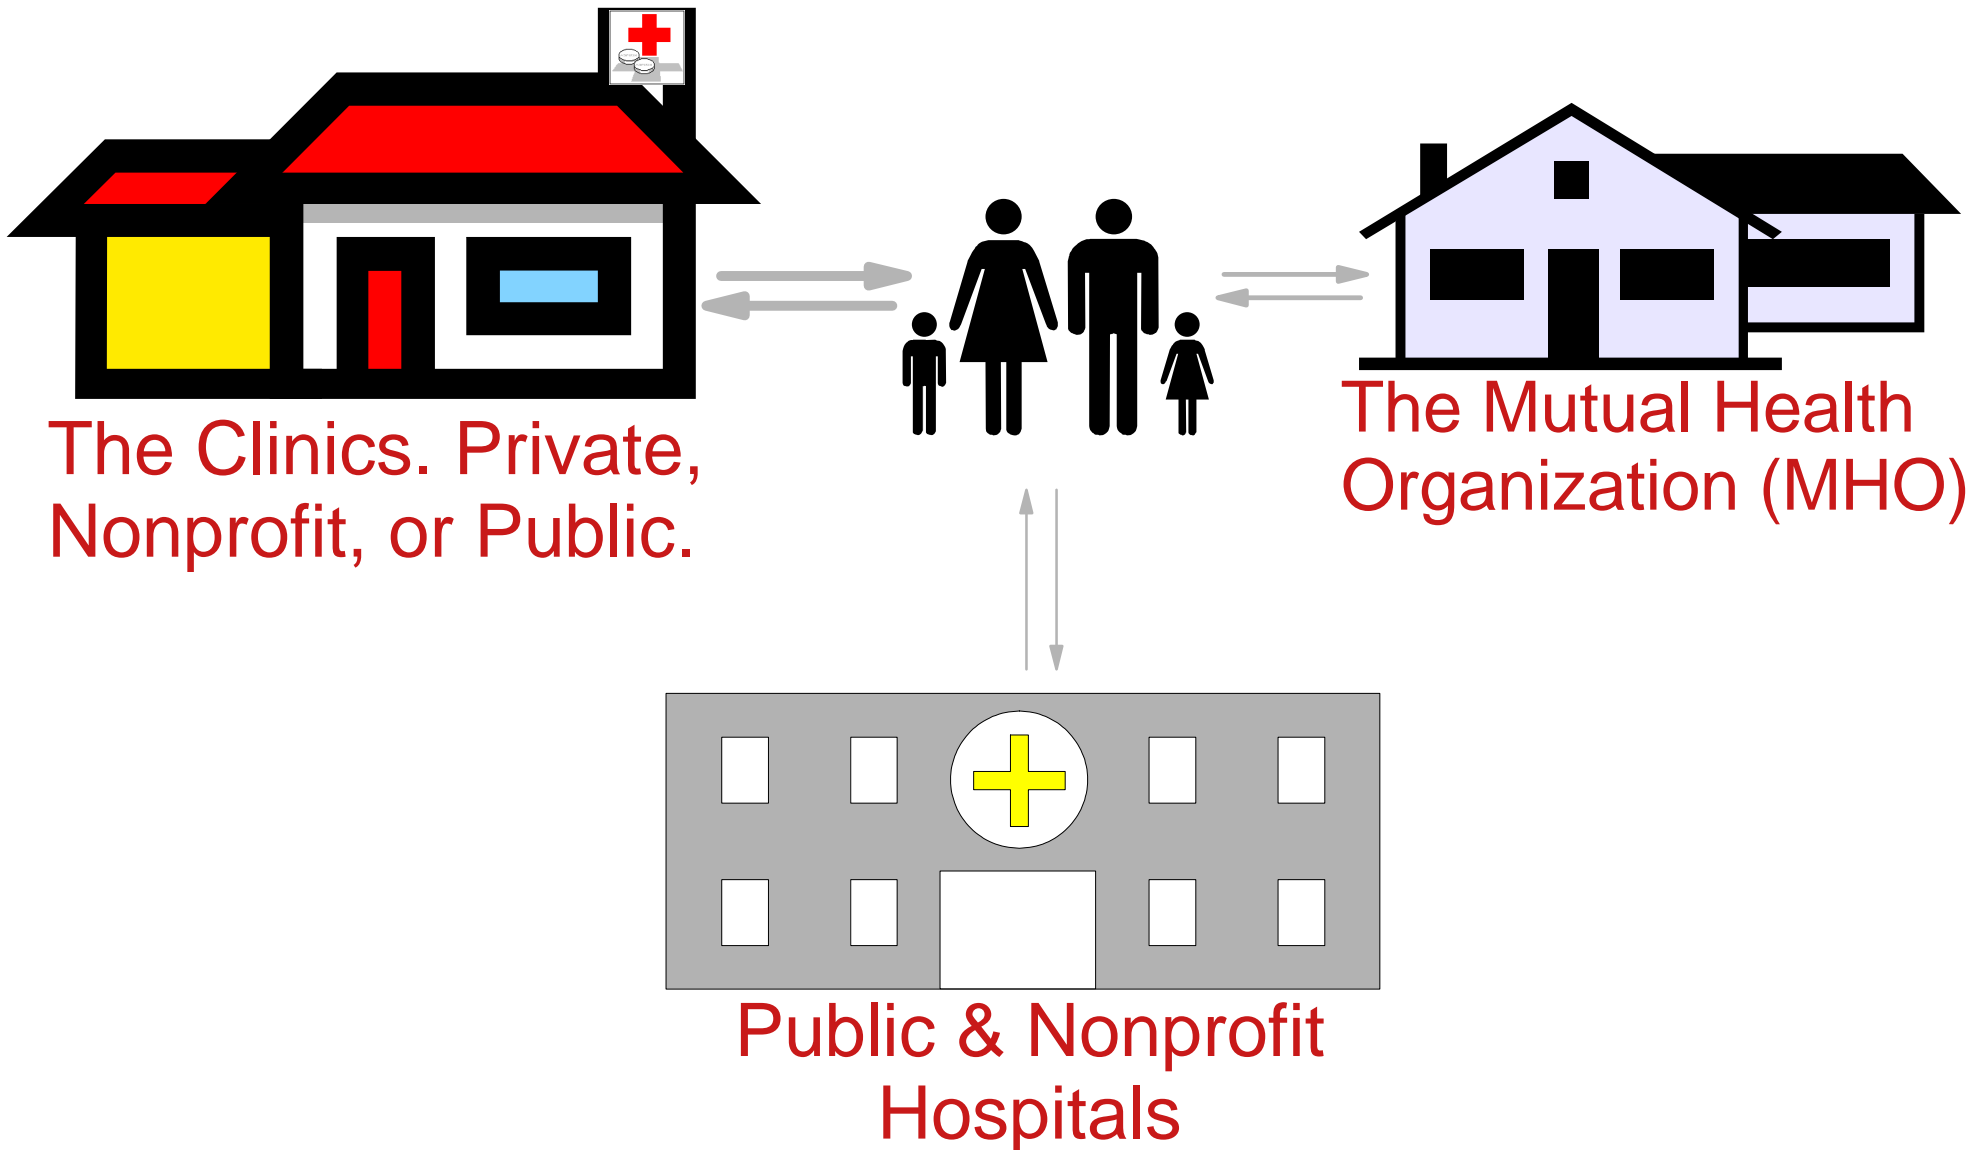 The Clinics. Private,
Nonprofit, or Public.
The Mutual Health
Organization (MHO)
Public & Nonprofit
Hospitals